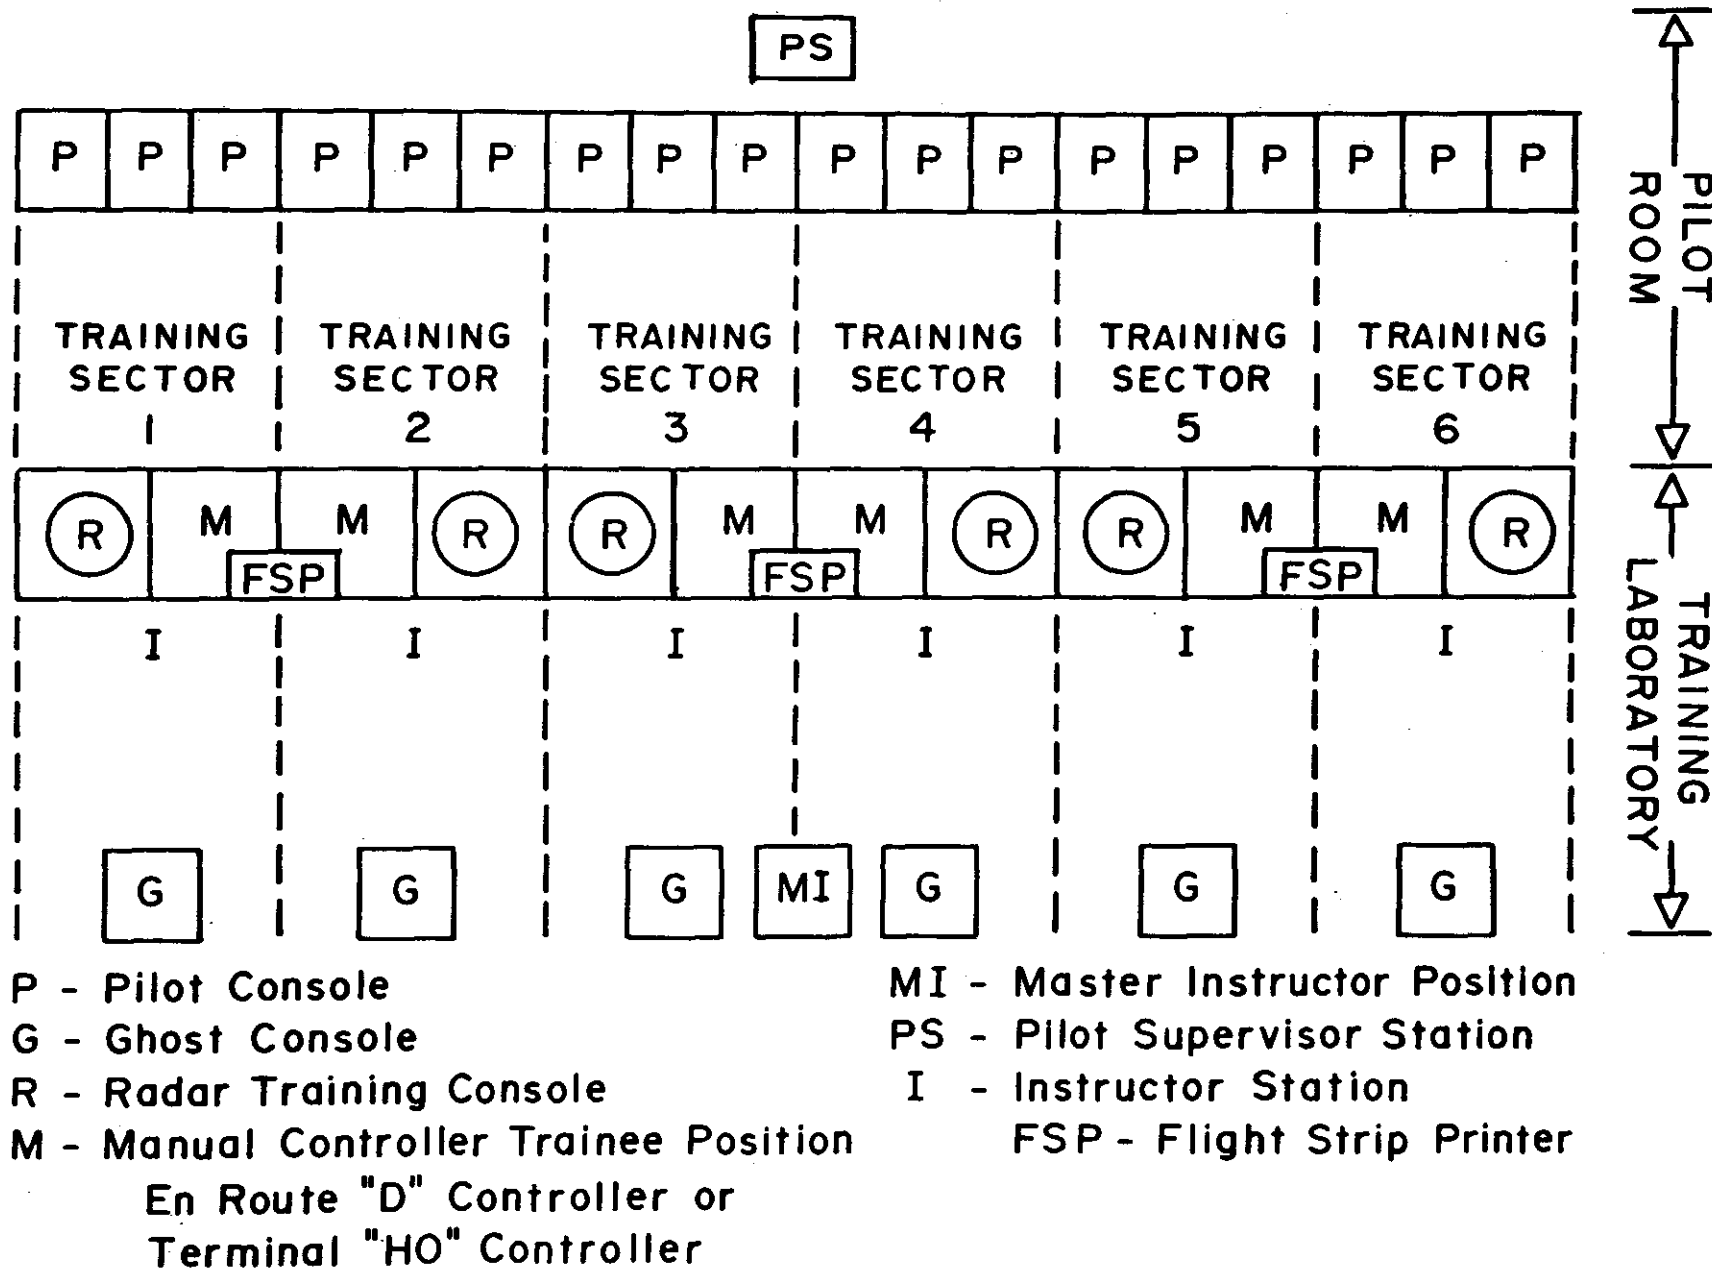 PS
P P P P P P P P P P P P P P P P P P
PILOT
ROOM
TRAINING TRAINING TRAINING TRAINING TRAINING TRAINING
SECTOR SECTOR SECTOR SECTOR SECTOR SECTOR
1 2 3 4 5 6
R M M R R M M R R M M R
FSP FSP FSP
I I I I I I
TRAINING
LABORATORY
G G G MI G G G
P - Pilot Console
G - Ghost Console
R - Radar Training Console
M - Manual Controller Trainee Position
En Route "D" Controller or
Terminal "HO" Controller
MI - Master Instructor Position
PS - Pilot Supervisor Station
I - Instructor Station
FSP - Flight Strip Printer